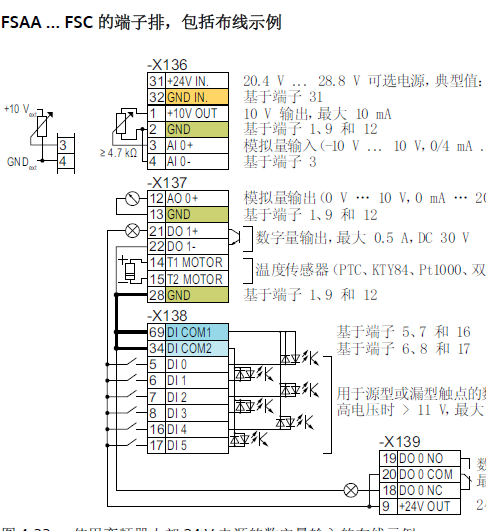 FSAA ... FSC 的端子排，包括布线示例
-X136
31 +24V IN. 20.4 V ... 28.8 V 可选电源，典型值:
32 GND IN. 基于端子 31
+10 Vext 1 +10V OUT 10 V 输出，最大 10 mA
2 GND 基于端子 1、9 和 12
3 ≥ 4.7 kΩ 3 AI 0+ 模拟量输入(-10 V ... 10 V, 0/4 mA .
GNDext 4 4 AI 0- 基于端子 3
-X137
12 AO 0+ 模拟量输出(0 V ... 10 V, 0 mA ... 20
13 GND 基于端子 1、9 和 12
21 DO 1+ 数字量输出，最大 0.5 A，DC 30 V
22 DO 1-
14 T1 MOTOR 温度传感器(PTC、KTY84、Pt1000、双
15 T2 MOTOR
28 GND 基于端子 1、9 和 12
-X138
69 DI COM1 基于端子 5、7 和 16
34 DI COM2 基于端子 6、8 和 17
5 DI 0
6 DI 1
7 DI 2 用于源型或漏型触点的数
8 DI 3 高电压时 > 11 V，最大
16 DI 4
17 DI 5
-X139
19 DO 0 NO 数
20 DO 0 COM 最
18 DO 0 NC
9 +24V OUT 2